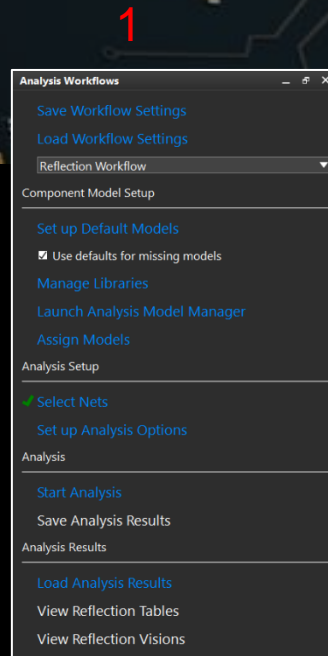 1
Analysis Workflows
Save Workflow Settings
Load Workflow Settings
Reflection Workflow
Component Model Setup
Set up Default Models
Use defaults for missing models
Manage Libraries
Launch Analysis Model Manager
Assign Models
Analysis Setup
Select Nets
Set up Analysis Options
Analysis
Start Analysis
Save Analysis Results
Analysis Results
Load Analysis Results
View Reflection Tables
View Reflection Visions